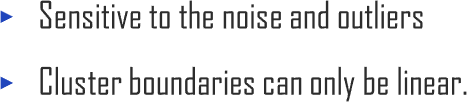 ► Sensitive to the noise and outliers
► Cluster boundaries can only be linear.